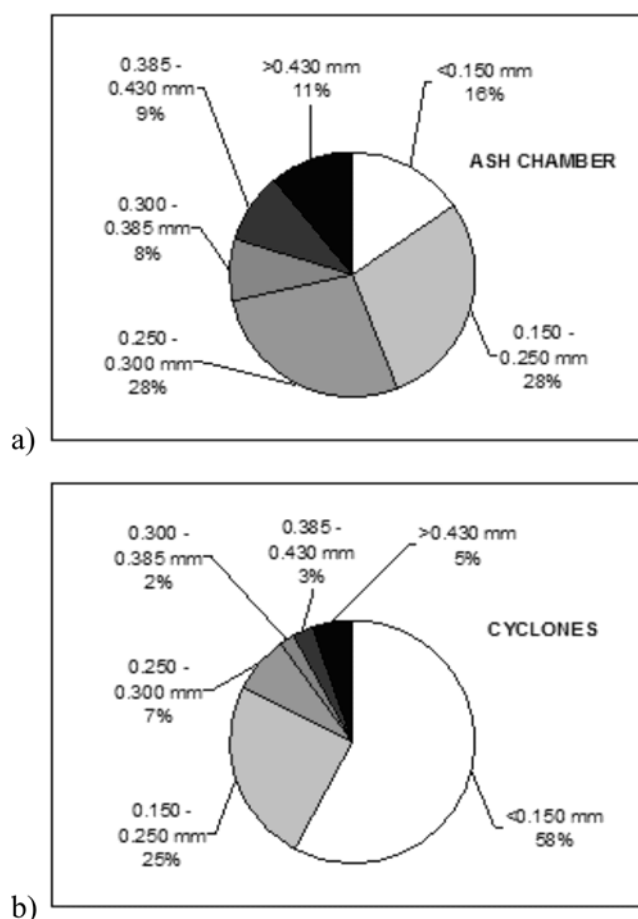 0.385 -
0.430 mm
9%
>0.430 mm
11%
<0.150 mm
16%
ASH CHAMBER
0.300 -
0.385 mm
8%
0.250 -
0.300 mm
28%
0.150 -
0.250 mm
28%
a)
0.300 -
0.385 mm
2%
0.385 -
0.430 mm
3%
>0.430 mm
5%
CYCLONES
0.250 -
0.300 mm
7%
0.150 -
0.250 mm
25%
<0.150 mm
58%
b)